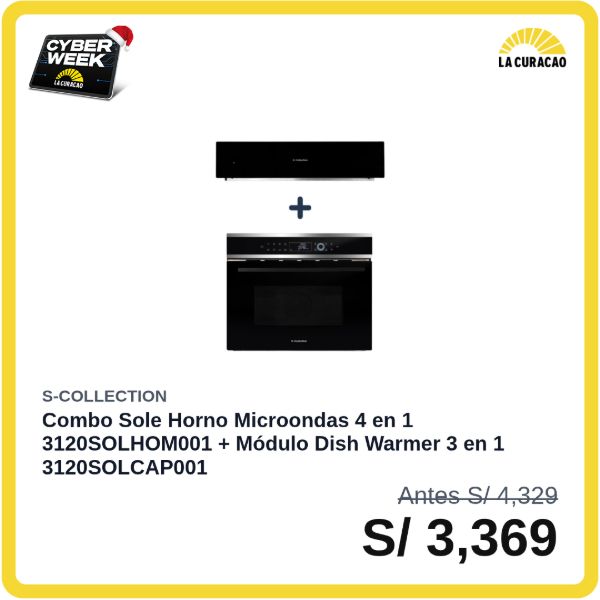 CYBER
WEEK
LA CURACAO
LA CURACAO
S-COLLECTION
Combo Sole Horno Microondas 4 en 1
3120SOLHOM001 + Módulo Dish Warmer 3 en 1
3120SOLCAP001
Antes S/ 4,329
S/ 3,369